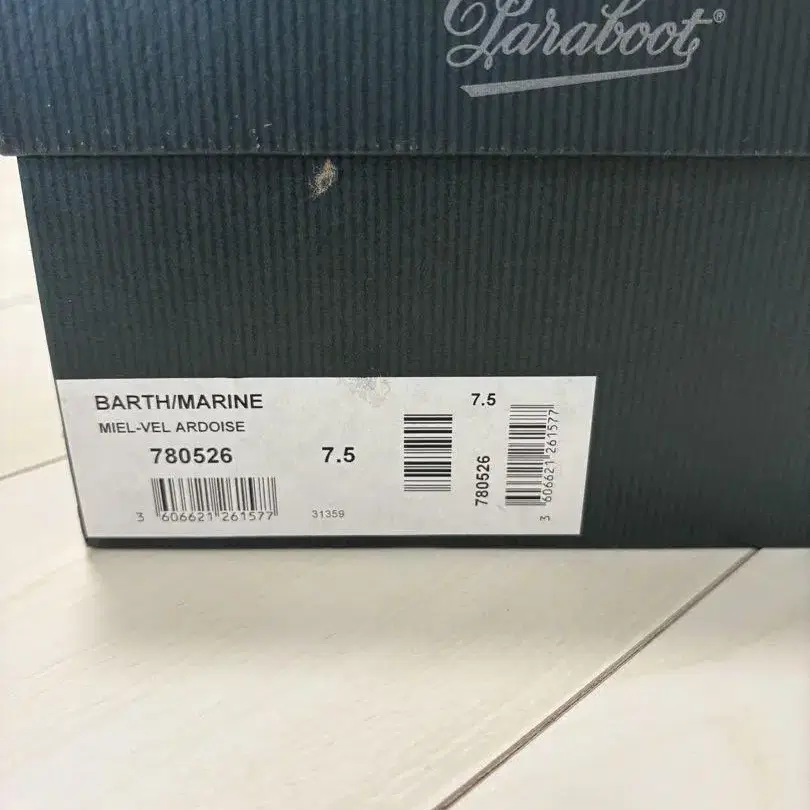 Paraboot®
BARTH/MARINE
MIEL-VEL ARDOISE
780526
7.5
3 606621 261577
31359
7.5
780526
3 606621 261577